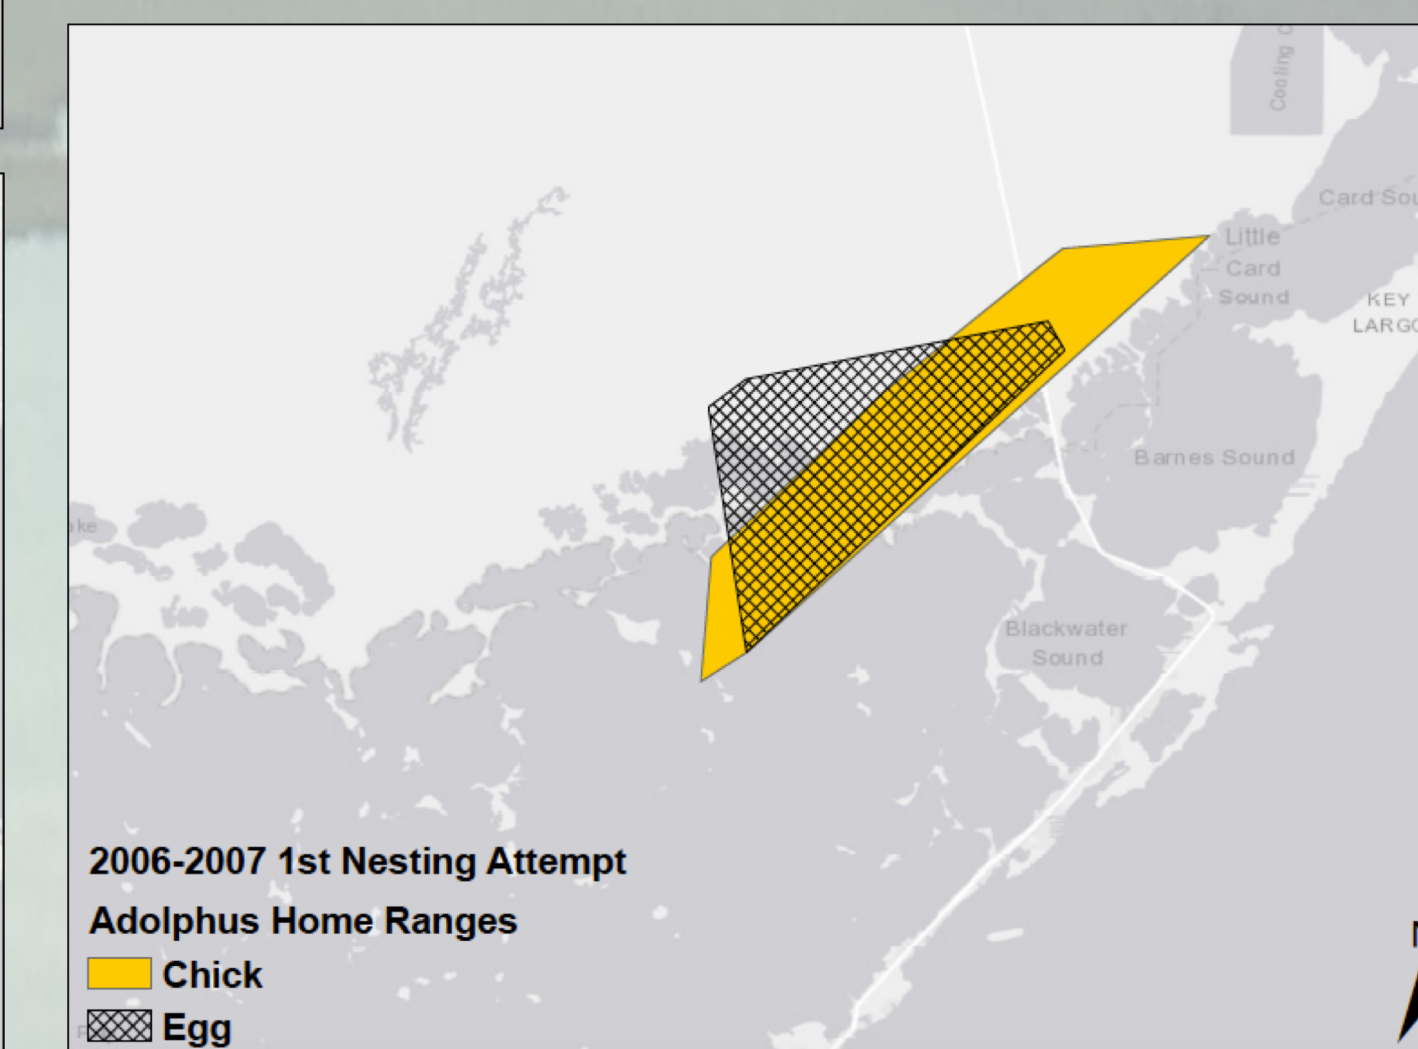 Cooling C
Card Sou
Little
Card
Sound
KEY
LARGO
Barnes Sound
ake
Blackwater
Sound
2006-2007 1st Nesting Attempt
Adolphus Home Ranges
Chick
Egg